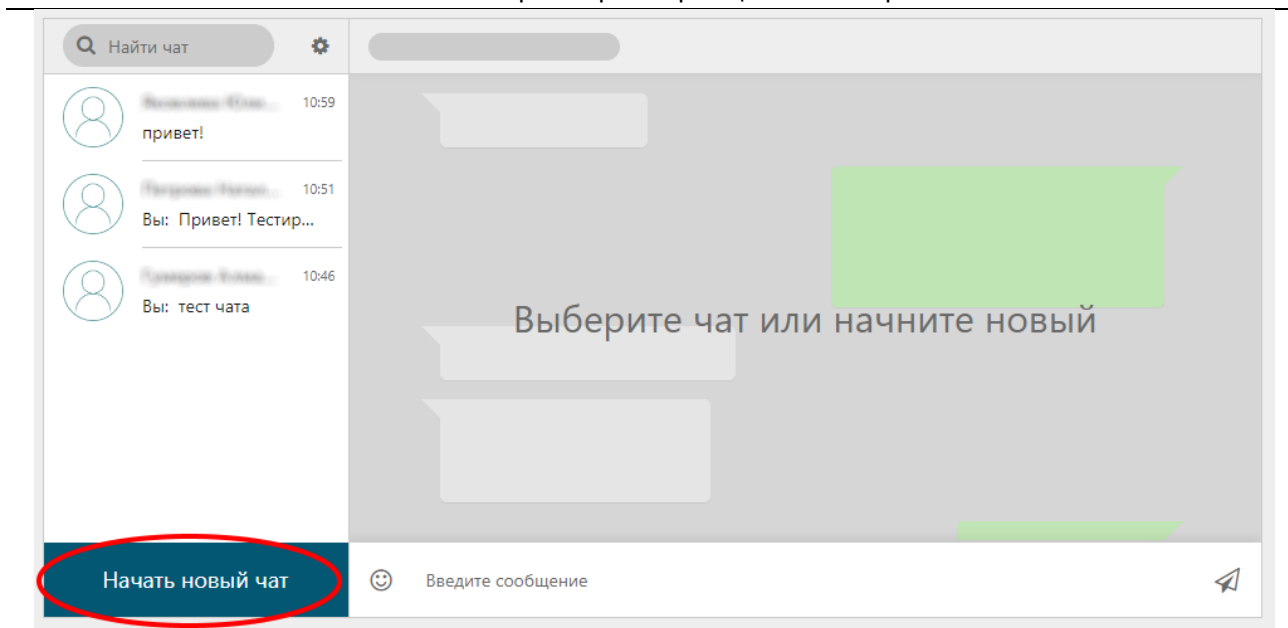 Найти чат
10:59
привет!
10:51
Вы: Привет! Тестир...
10:46
Вы: тест чата
Выберите чат или начните новый
Начать новый чат
Введите сообщение